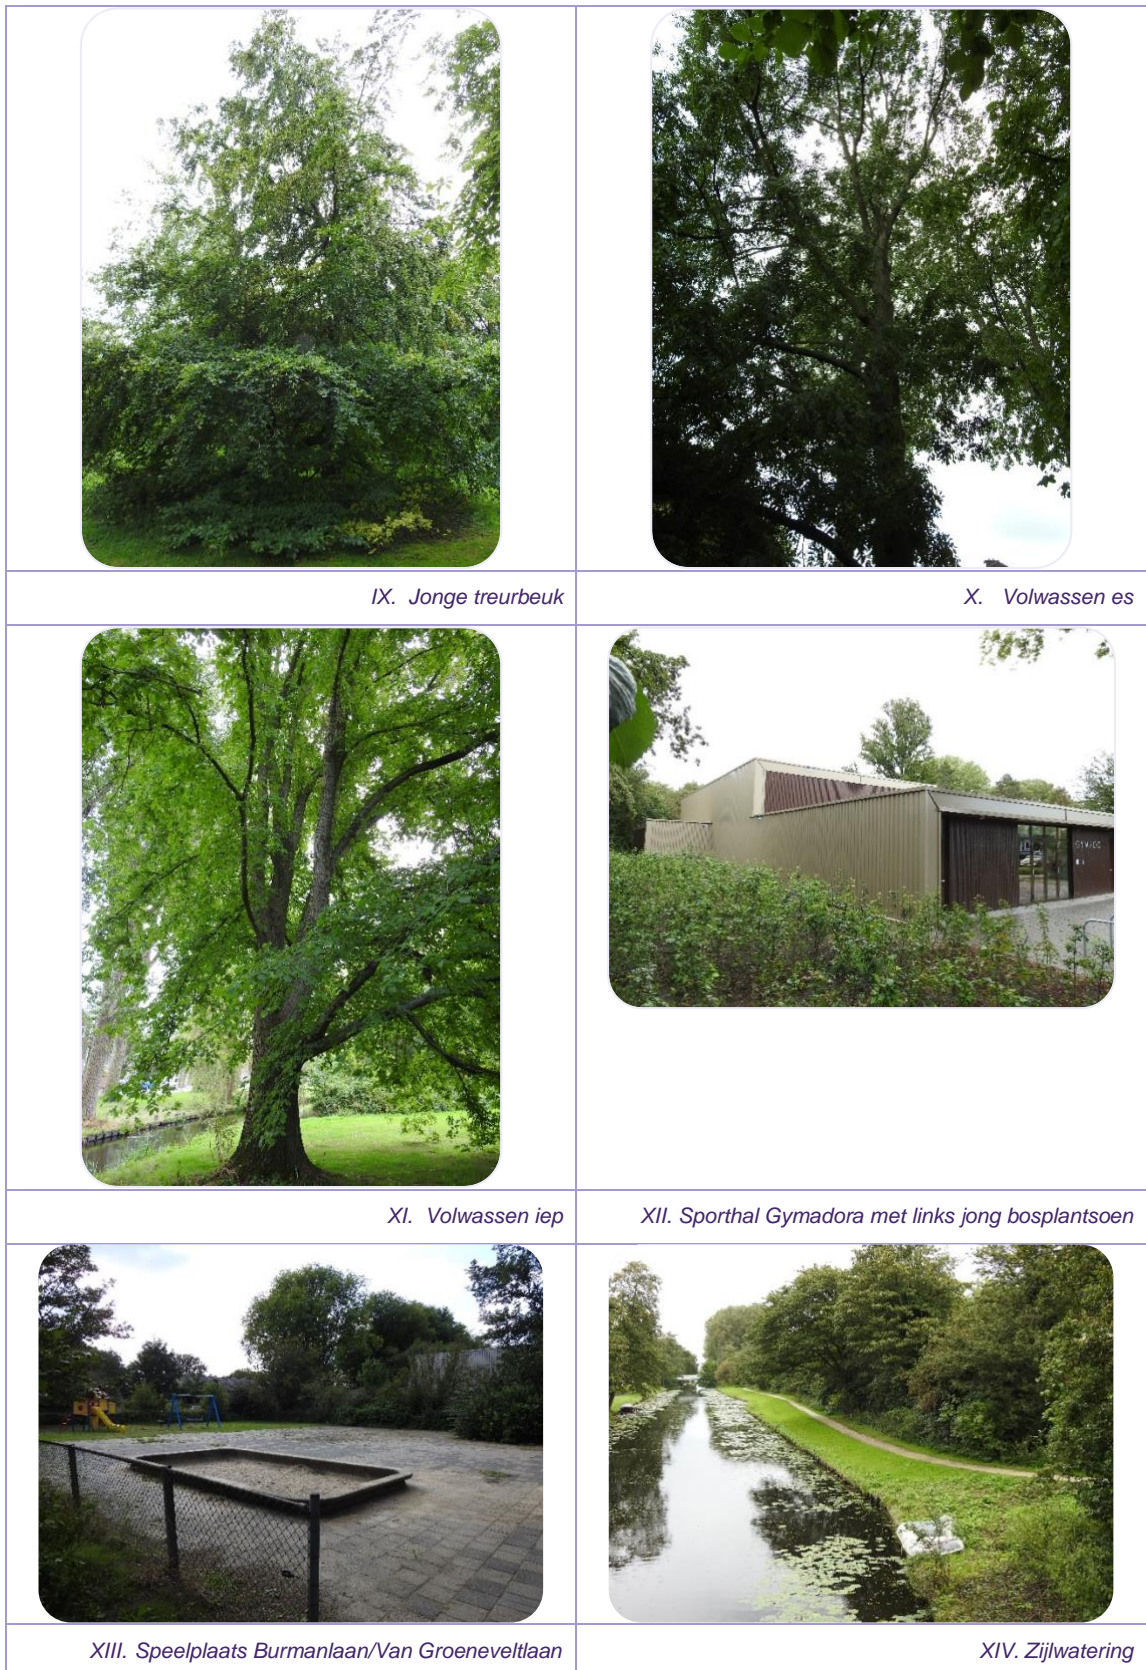 IX. Jonge treurbeuk
X. Volwassen es
GYMADO
XI. Volwassen iep
XII. Sporthal Gymadora met links jong bosplantsoen
XIII. Speelplaats Burmanlaan/Van Groeneveltlaan
XIV. Zijlwatering